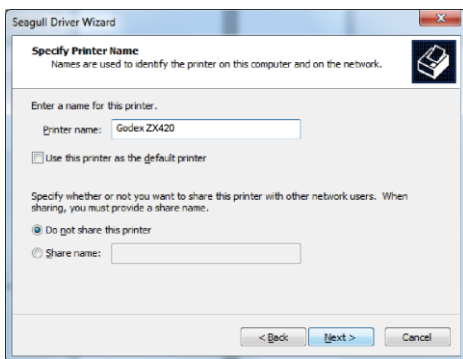 Seagull Driver Wizard
Specify Printer Name
Names are used to identify the printer on this computer and on the network.
Enter a name for this printer.
Printer name: Godex ZX420
Use this printer as the default printer
Specify whether or not you want to share this printer with other network users. When
sharing, you must provide a share name.
Do not share this printer
Share name:
< Back Next > Cancel